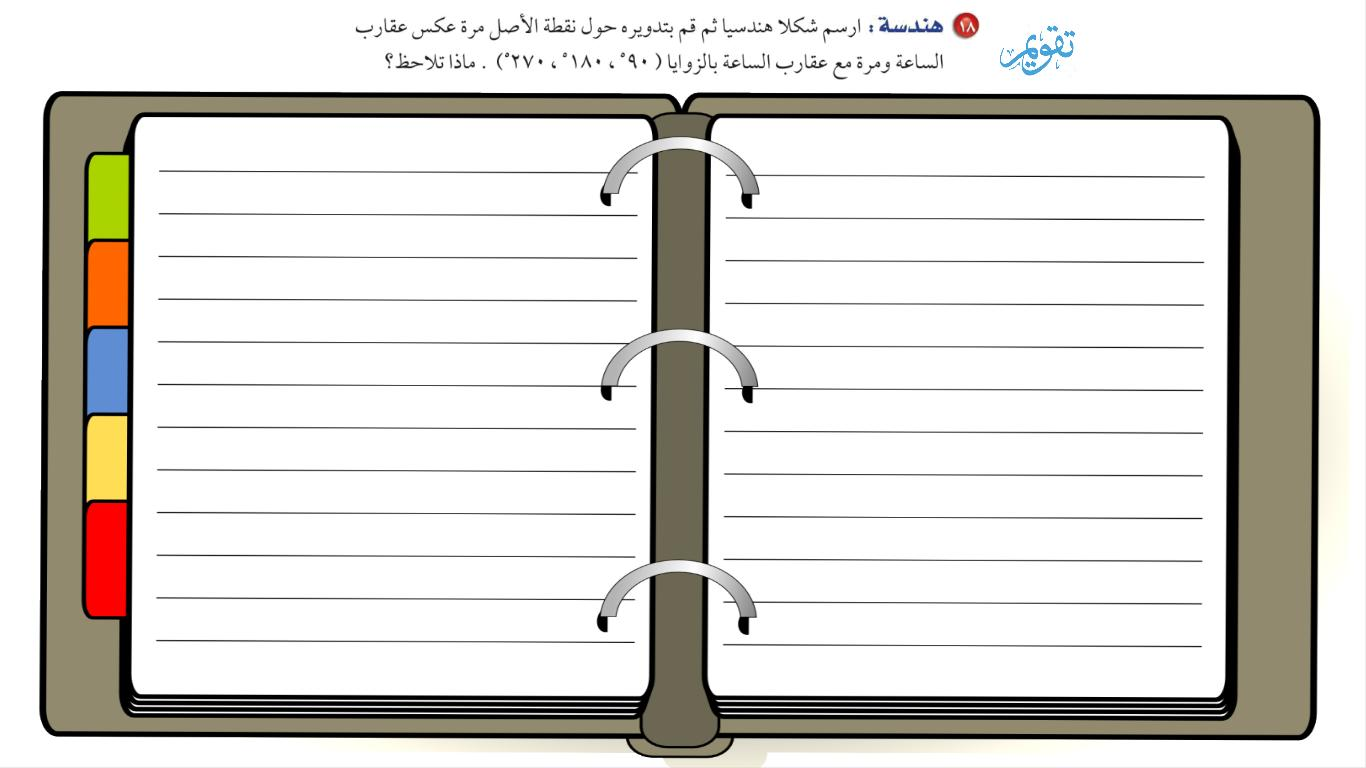 تقويم
١٨ هندسة : ارسم شكلا هندسيا ثم قم بتدويره حول نقطة الأصل مرة عكس عقارب
الساعة ومرة مع عقارب الساعة بالزوايا ( ٩٠° ، ١٨٠° ، ٢٧٠° ) . ماذا تلاحظ؟